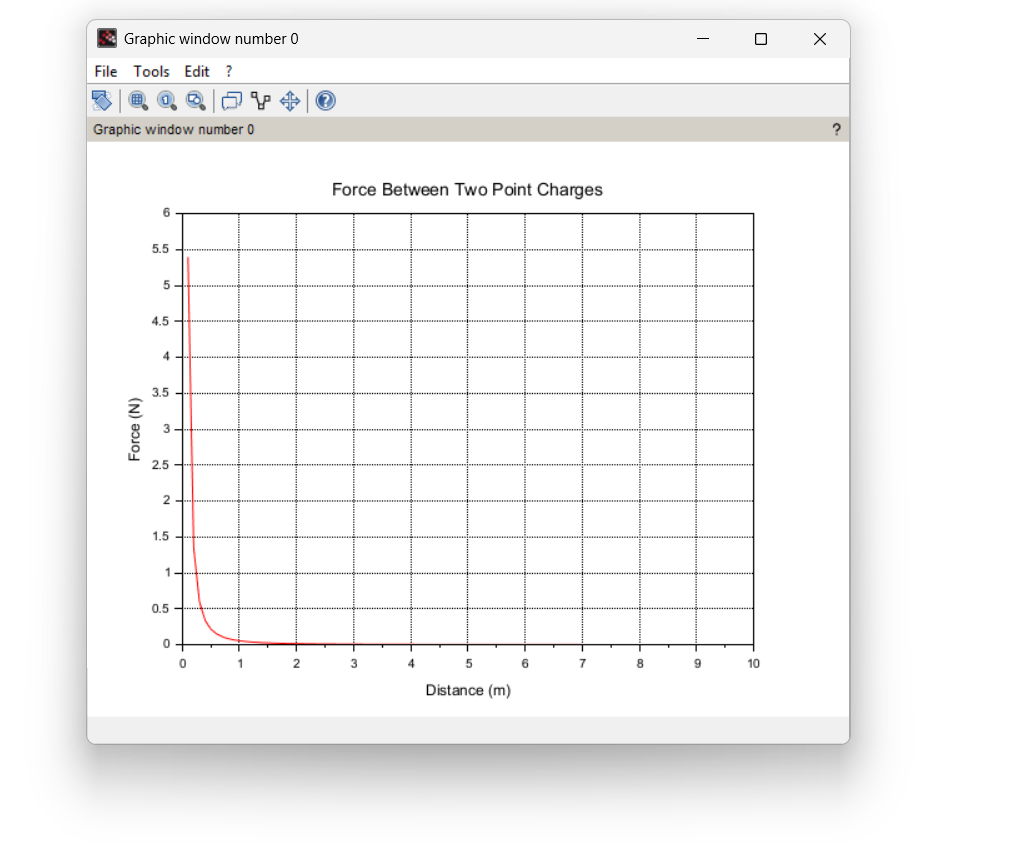 Graphic window number 0
File Tools Edit ?
Graphic window number 0 ?
Force Between Two Point Charges
6
5.5
5
4.5
4
3.5
3
2.5
2
1.5
1
0.5
0
Force (N)
0 1 2 3 4 5 6 7 8 9 10
Distance (m)